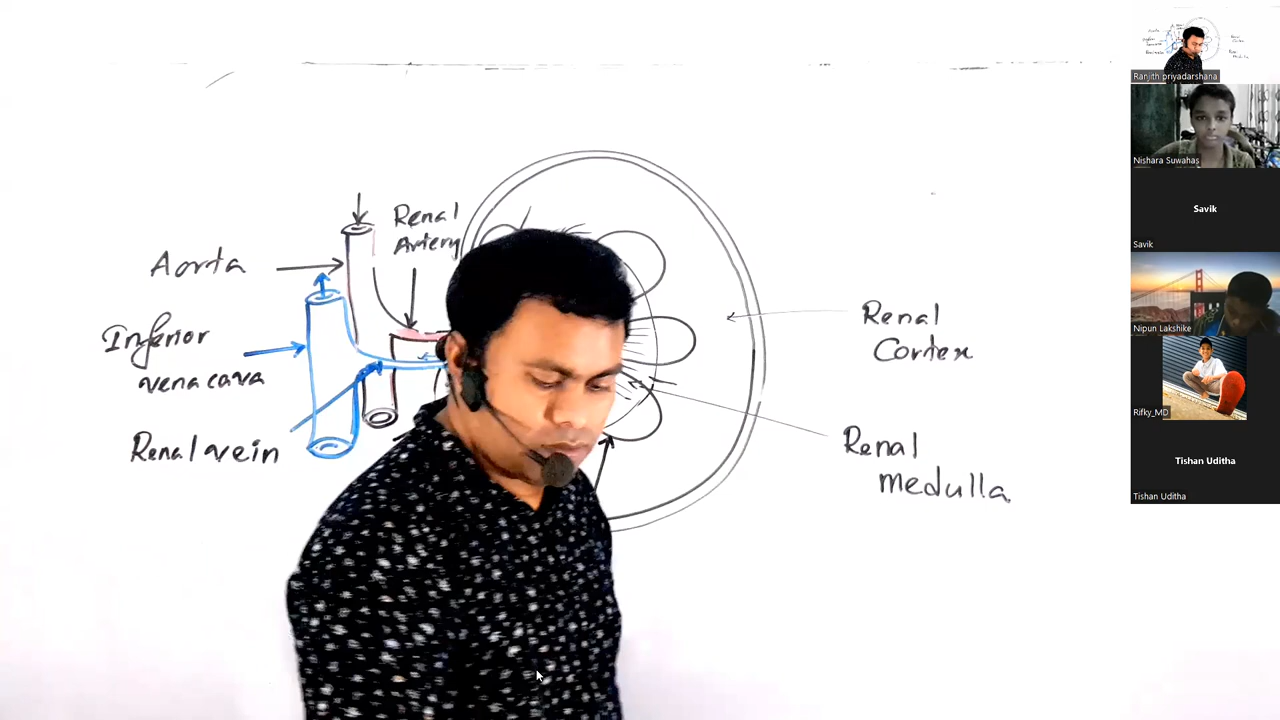 Renal
Artery
Aorta
Inferior
vena cava
Renal vein
Renal
Cortex
Renal
medulla
Ranjith priyadarshana
Nishara Suwahas
Savik
Savik
Nipun Lakshike
Rifky_MD
Tishan Uditha
Tishan Uditha